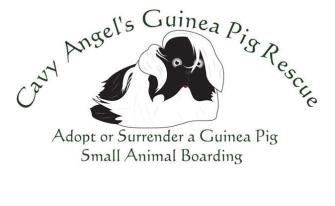 Cavy Angel's Guinea Pig Rescue
Adopt or Surrender a Guinea Pig
Small Animal Boarding